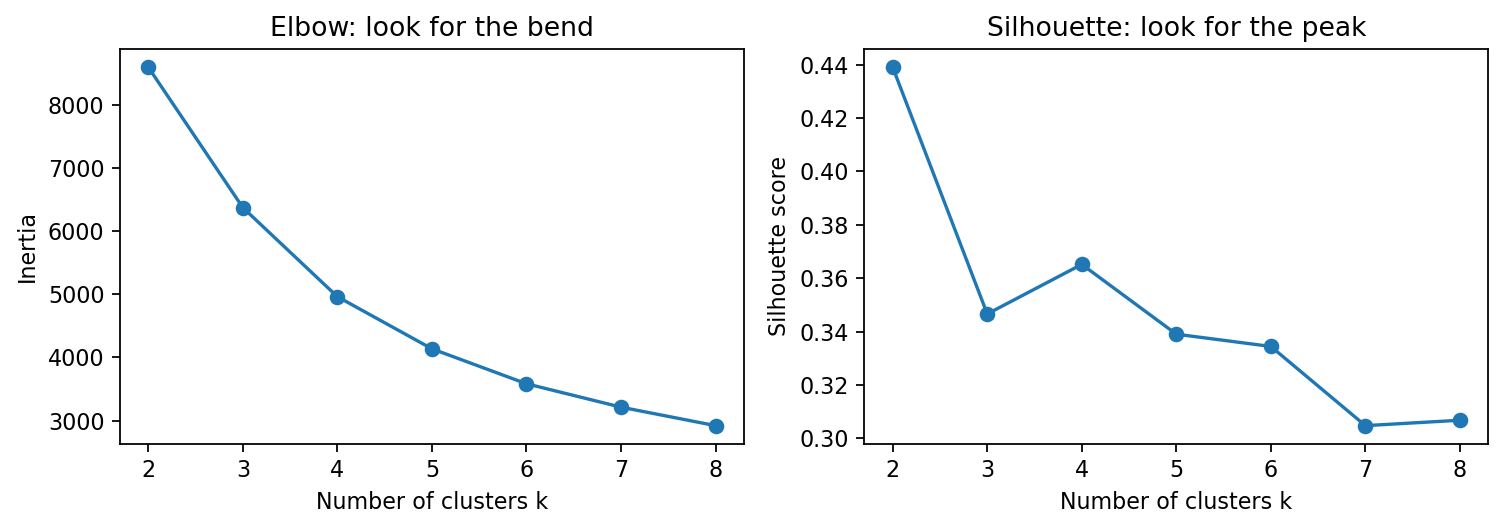 Elbow: look for the bend
8000
7000
6000
5000
4000
3000
Inertia
2 3 4 5 6 7 8
Number of clusters k
Silhouette: look for the peak
0.44
0.42
0.40
0.38
0.36
0.34
0.32
0.30
Silhouette score
2 3 4 5 6 7 8
Number of clusters k